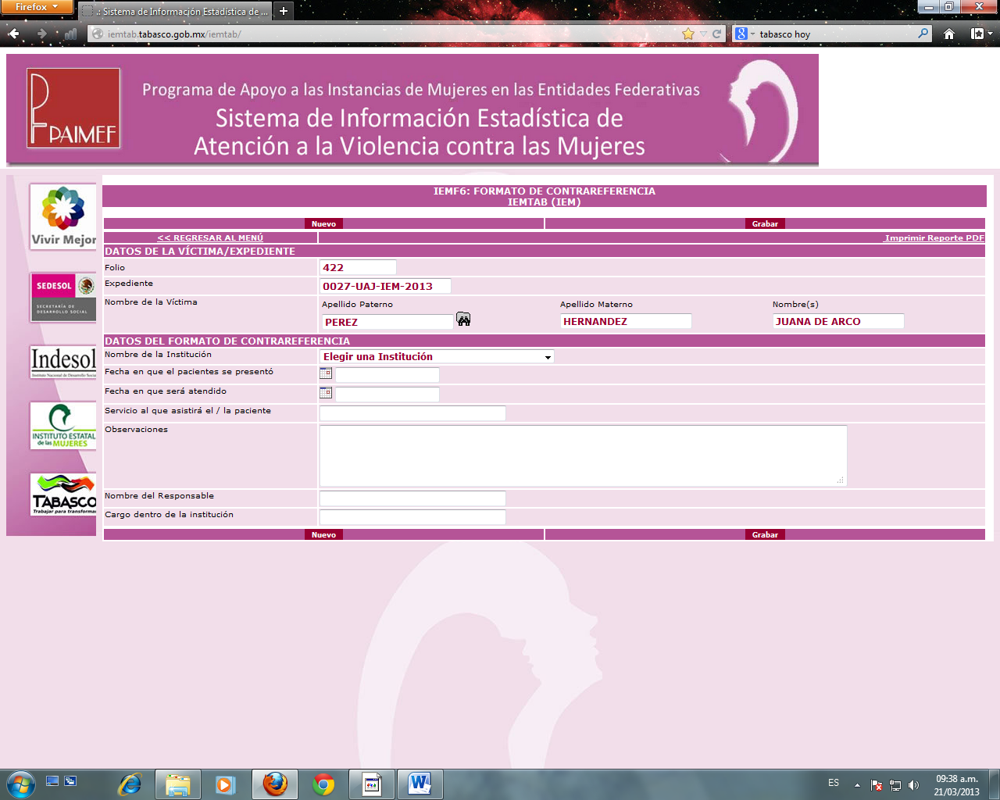 Firefox
.: Sistema de Información Estadística de ...
iemtab.tabasco.gob.mx/iemtab/
tabasco hoy
PAIMEF
Programa de Apoyo a las Instancias de Mujeres en las Entidades Federativas
Sistema de Información Estadística de
Atención a la Violencia contra las Mujeres
Vivir Mejor
SEDESOL
SECRETARÍA DE
DESARROLLO SOCIAL
Indesol
Instituto Nacional de Desarrollo Social
INSTITUTO ESTATAL
de las MUJERES
TABASCO
Trabajar para transformar
IEMF6: FORMATO DE CONTRAREFERENCIA
IEMTAB (IEM)
Nuevo Grabar
<< REGRESAR AL MENÚ Imprimir Reporte PDF
DATOS DE LA VÍCTIMA/EXPEDIENTE
Folio 422
Expediente 0027-UAJ-IEM-2013
Nombre de la Víctima Apellido Paterno Apellido Materno Nombre(s)
PEREZ HERNANDEZ JUANA DE ARCO
DATOS DEL FORMATO DE CONTRAREFERENCIA
Nombre de la Institución Elegir una Institución
Fecha en que el pacientes se presentó
Fecha en que será atendido
Servicio al que asistirá el / la paciente
Observaciones
Nombre del Responsable
Cargo dentro de la institución
Nuevo Grabar
ES
09:38 a.m.
21/03/2013